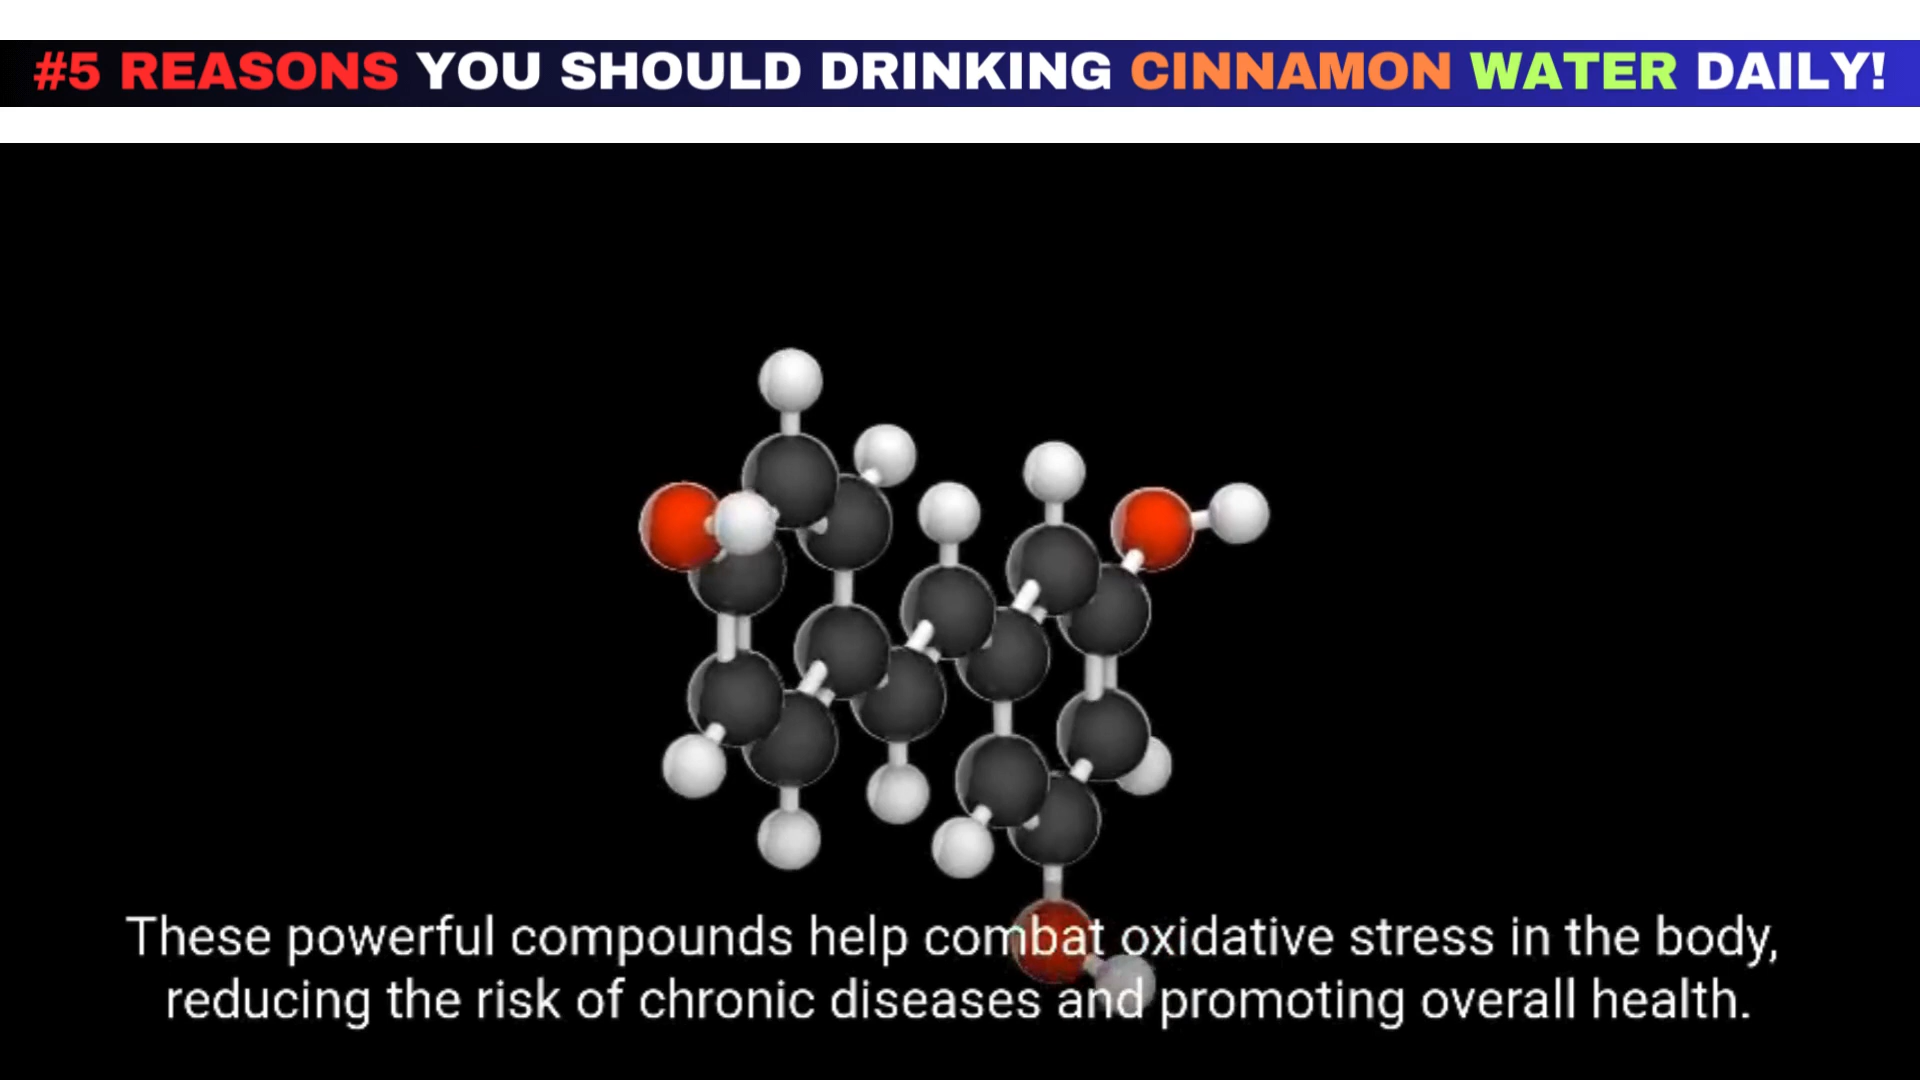 #5 REASONS YOU SHOULD DRINKING CINNAMON WATER DAILY!
These powerful compounds help combat oxidative stress in the body,
reducing the risk of chronic diseases and promoting overall health.